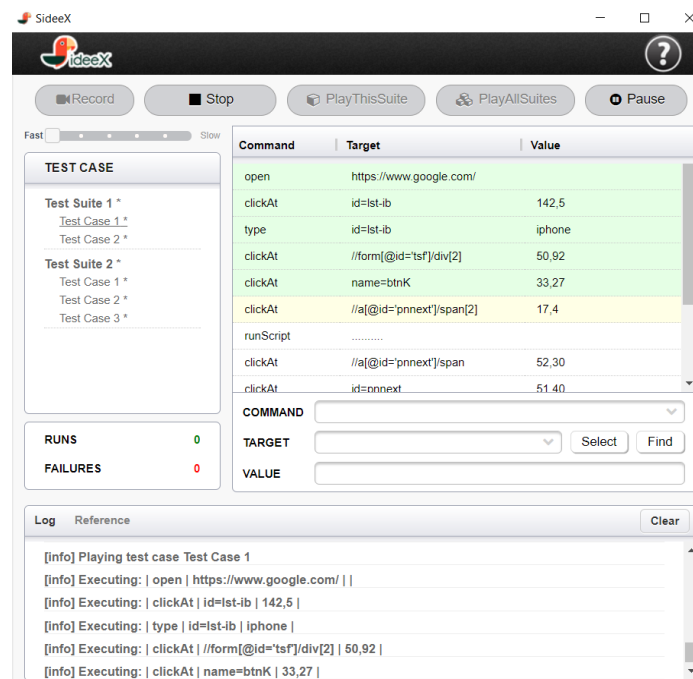 SideeX
SideeX
?
Record Stop PlayThisSuite PlayAllSuites Pause
Fast Slow
TEST CASE
Test Suite 1 *
Test Case 1 *
Test Case 2 *
Test Suite 2 *
Test Case 1 *
Test Case 2 *
Test Case 3 *
RUNS 0
FAILURES 0
Command Target Value
open https://www.google.com/
clickAt id=lst-ib 142,5
type id=lst-ib iphone
clickAt //form[@id='tsf']/div[2] 50,92
clickAt name=btnK 33,27
clickAt //a[@id='pnnext']/span[2] 17,4
runScript ..........
clickAt //a[@id='pnnext']/span 52,30
clickAt id=pnnext 51,40
COMMAND
TARGET Select Find
VALUE
Log Reference Clear
[info] Playing test case Test Case 1
[info] Executing: | open | https://www.google.com/ | |
[info] Executing: | clickAt | id=lst-ib | 142,5 |
[info] Executing: | type | id=lst-ib | iphone |
[info] Executing: | clickAt | //form[@id='tsf']/div[2] | 50,92 |
[info] Executing: | clickAt | name=btnK | 33,27 |